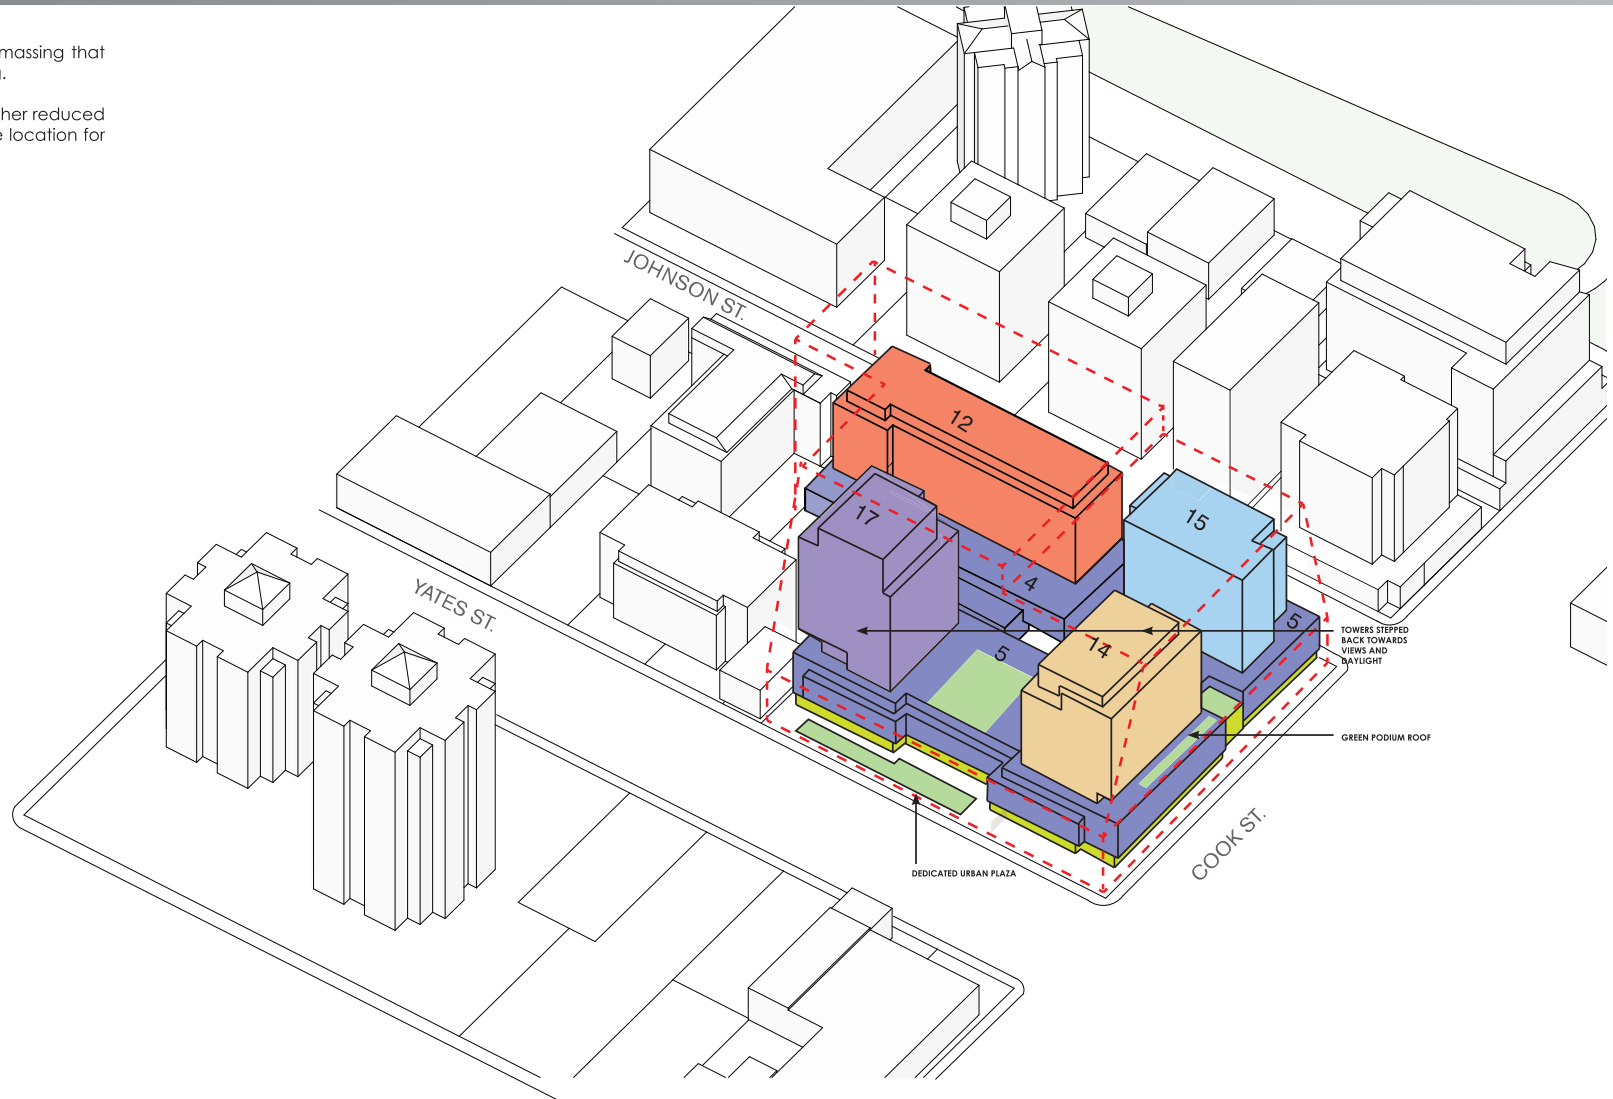 massing that
her reduced
e location for
JOHNSON ST.
12
17
15
4
5
YATES ST.
5
14
TOWERS STEPPED
BACK TOWARDS
VIEWS AND
DAYLIGHT
GREEN PODIUM ROOF
COOK ST.
DEDICATED URBAN PLAZA